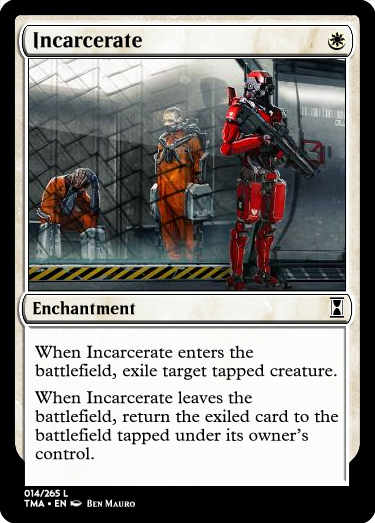 Incarcerate
Enchantment
When Incarcerate enters the
battlefield, exile target tapped creature.
When Incarcerate leaves the
battlefield, return the exiled card to the
battlefield tapped under its owner's
control.
014/265 L
TMA • EN BEN MAURO